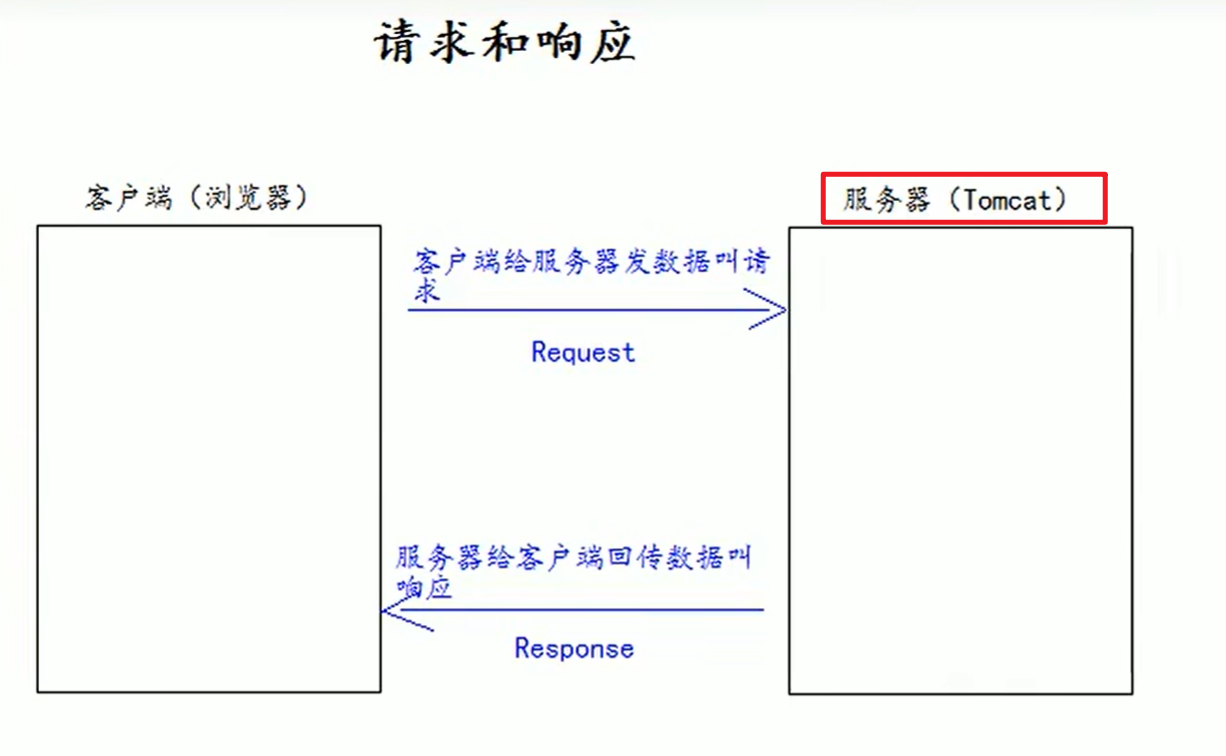 请求和响应
客户端（浏览器）
服务器（Tomcat）
客户端给服务器发数据叫请
求
Request
服务器给客户端回传数据叫
响应
Response